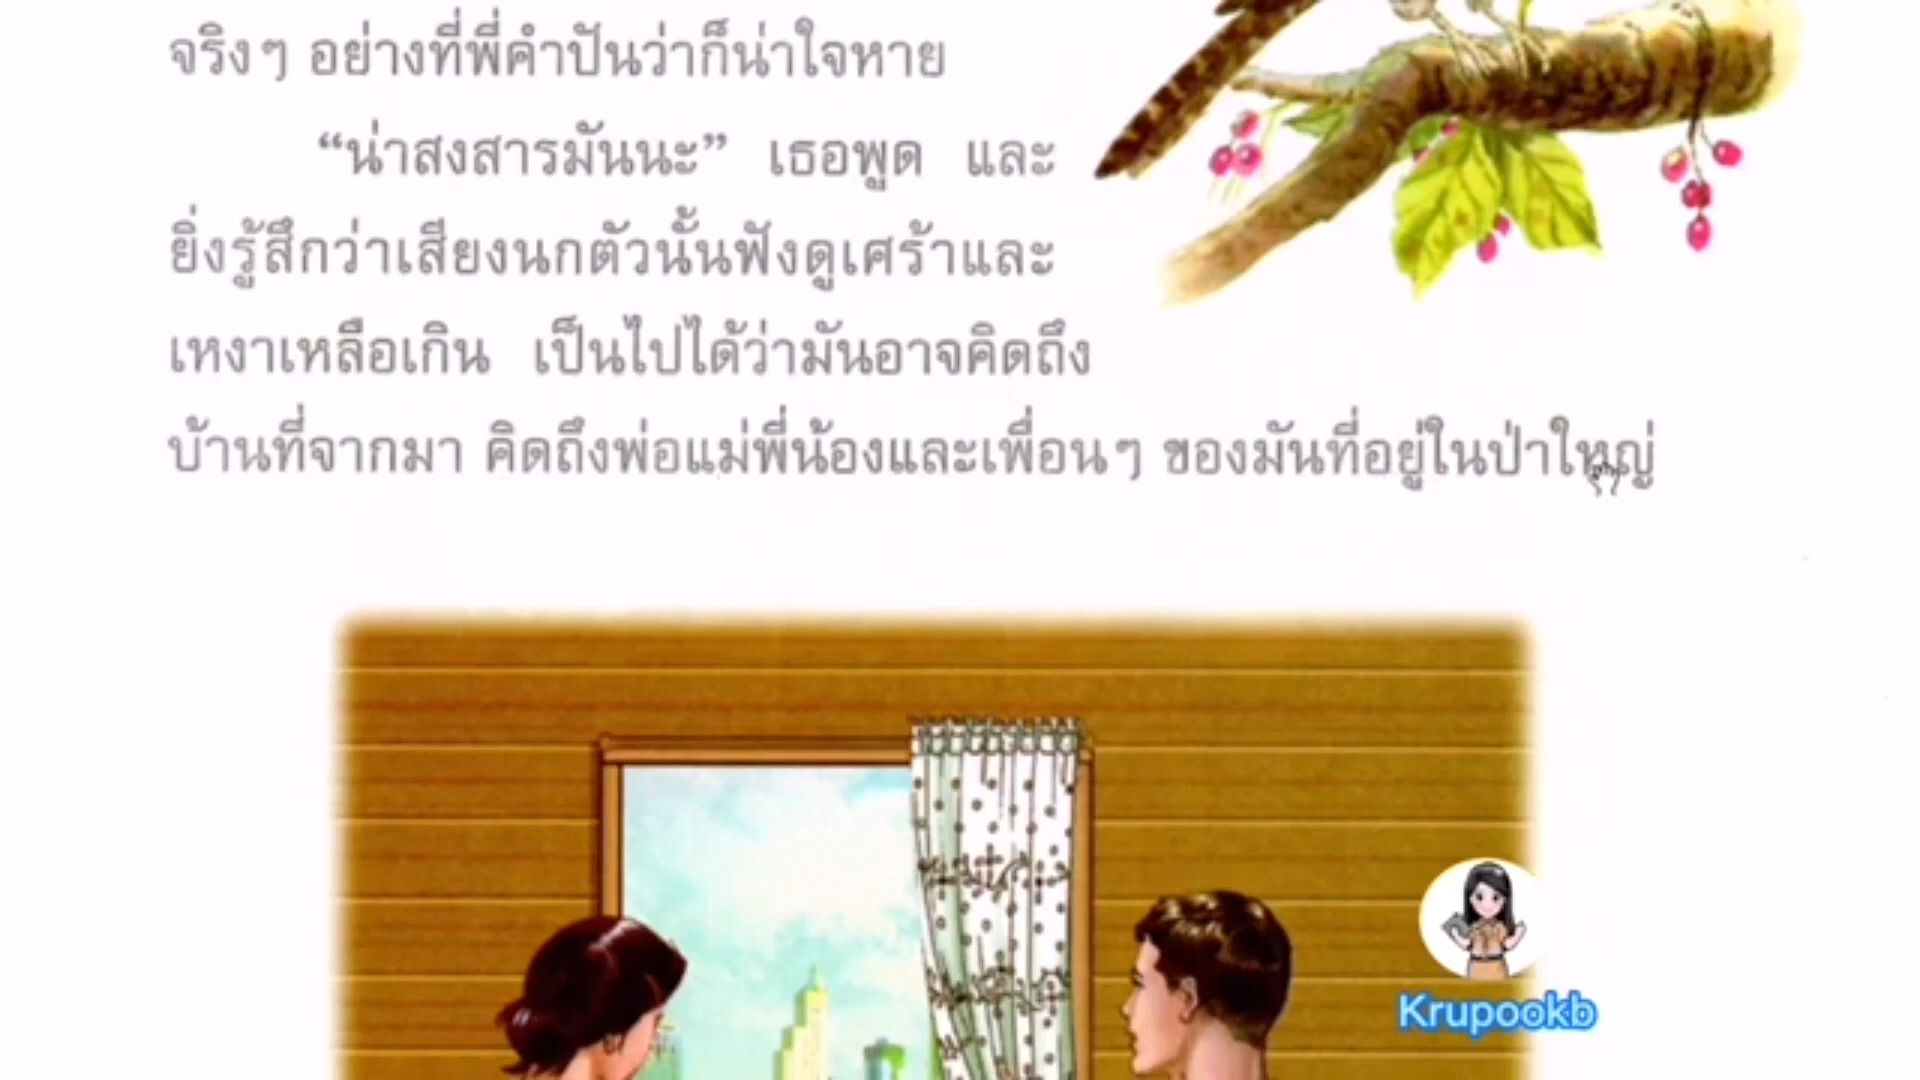 จริงๆ อย่างที่พี่คำปันว่าก็น่าใจหาย
“น่าสงสารมันนะ” เธอพูด และ
ยิ่งรู้สึกว่าเสียงนกตัวนั้นฟังดูเศร้าและ
เหงาเหลือเกิน เป็นไปได้ว่ามันอาจคิดถึง
บ้านที่จากมา คิดถึงพ่อแม่พี่น้องและเพื่อนๆ ของมันที่อยู่ในป่าใหญ่
Krupookb